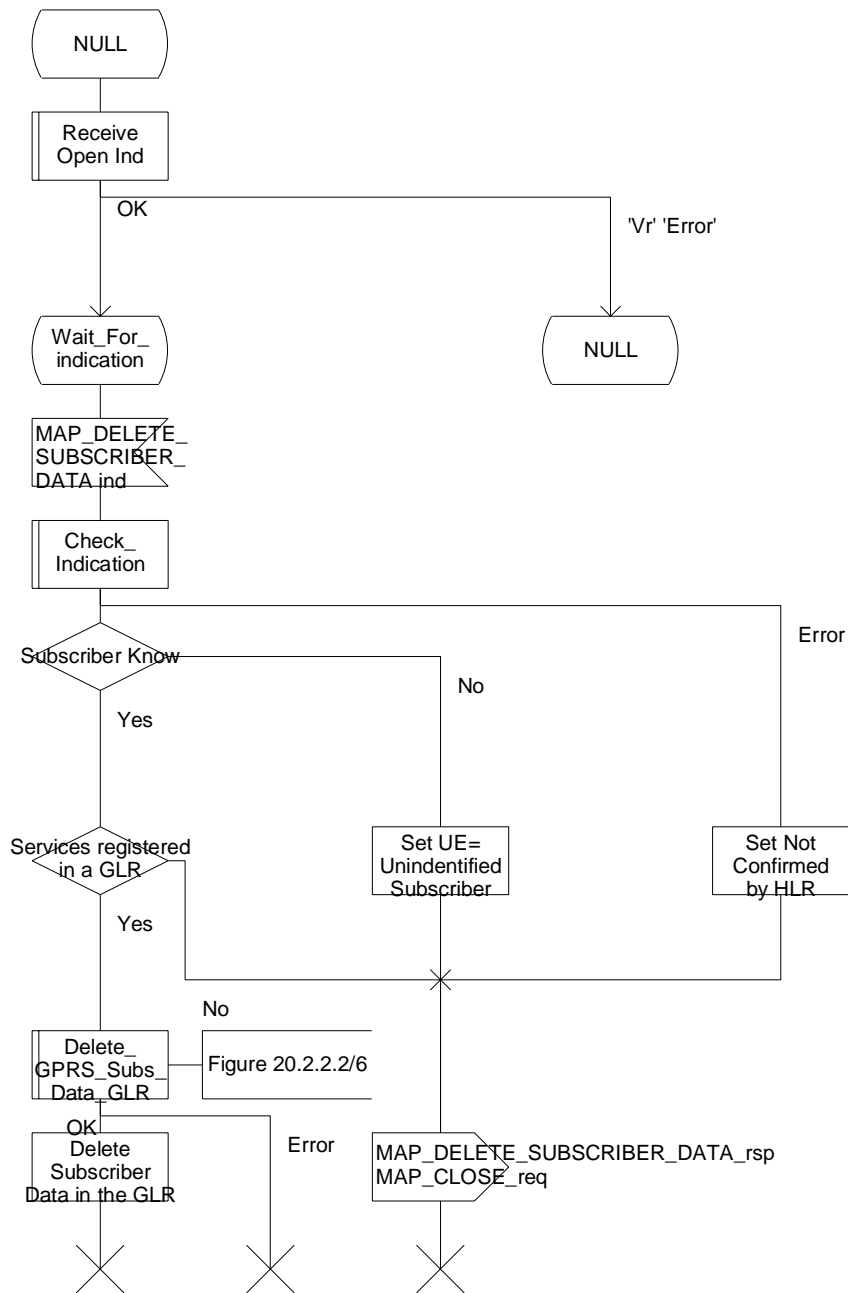 NULL
Receive
Open Ind
OK
'Vr' 'Error'
Wait_For_
indication
NULL
MAP_DELETE_
SUBSCRIBER_
DATA ind
Check_
Indication
Error
Subscriber Know
No
Yes
Services registered
in a GLR
Set UE=
Unindentified
Subscriber
Set Not
Confirmed
by HLR
Yes
No
Delete_
GPRS_Subs_
Data_GLR
Figure 20.2.2.2/6
OK
Error
Delete
Subscriber
Data in the GLR
MAP_DELETE_SUBSCRIBER_DATA_rsp
MAP_CLOSE_req